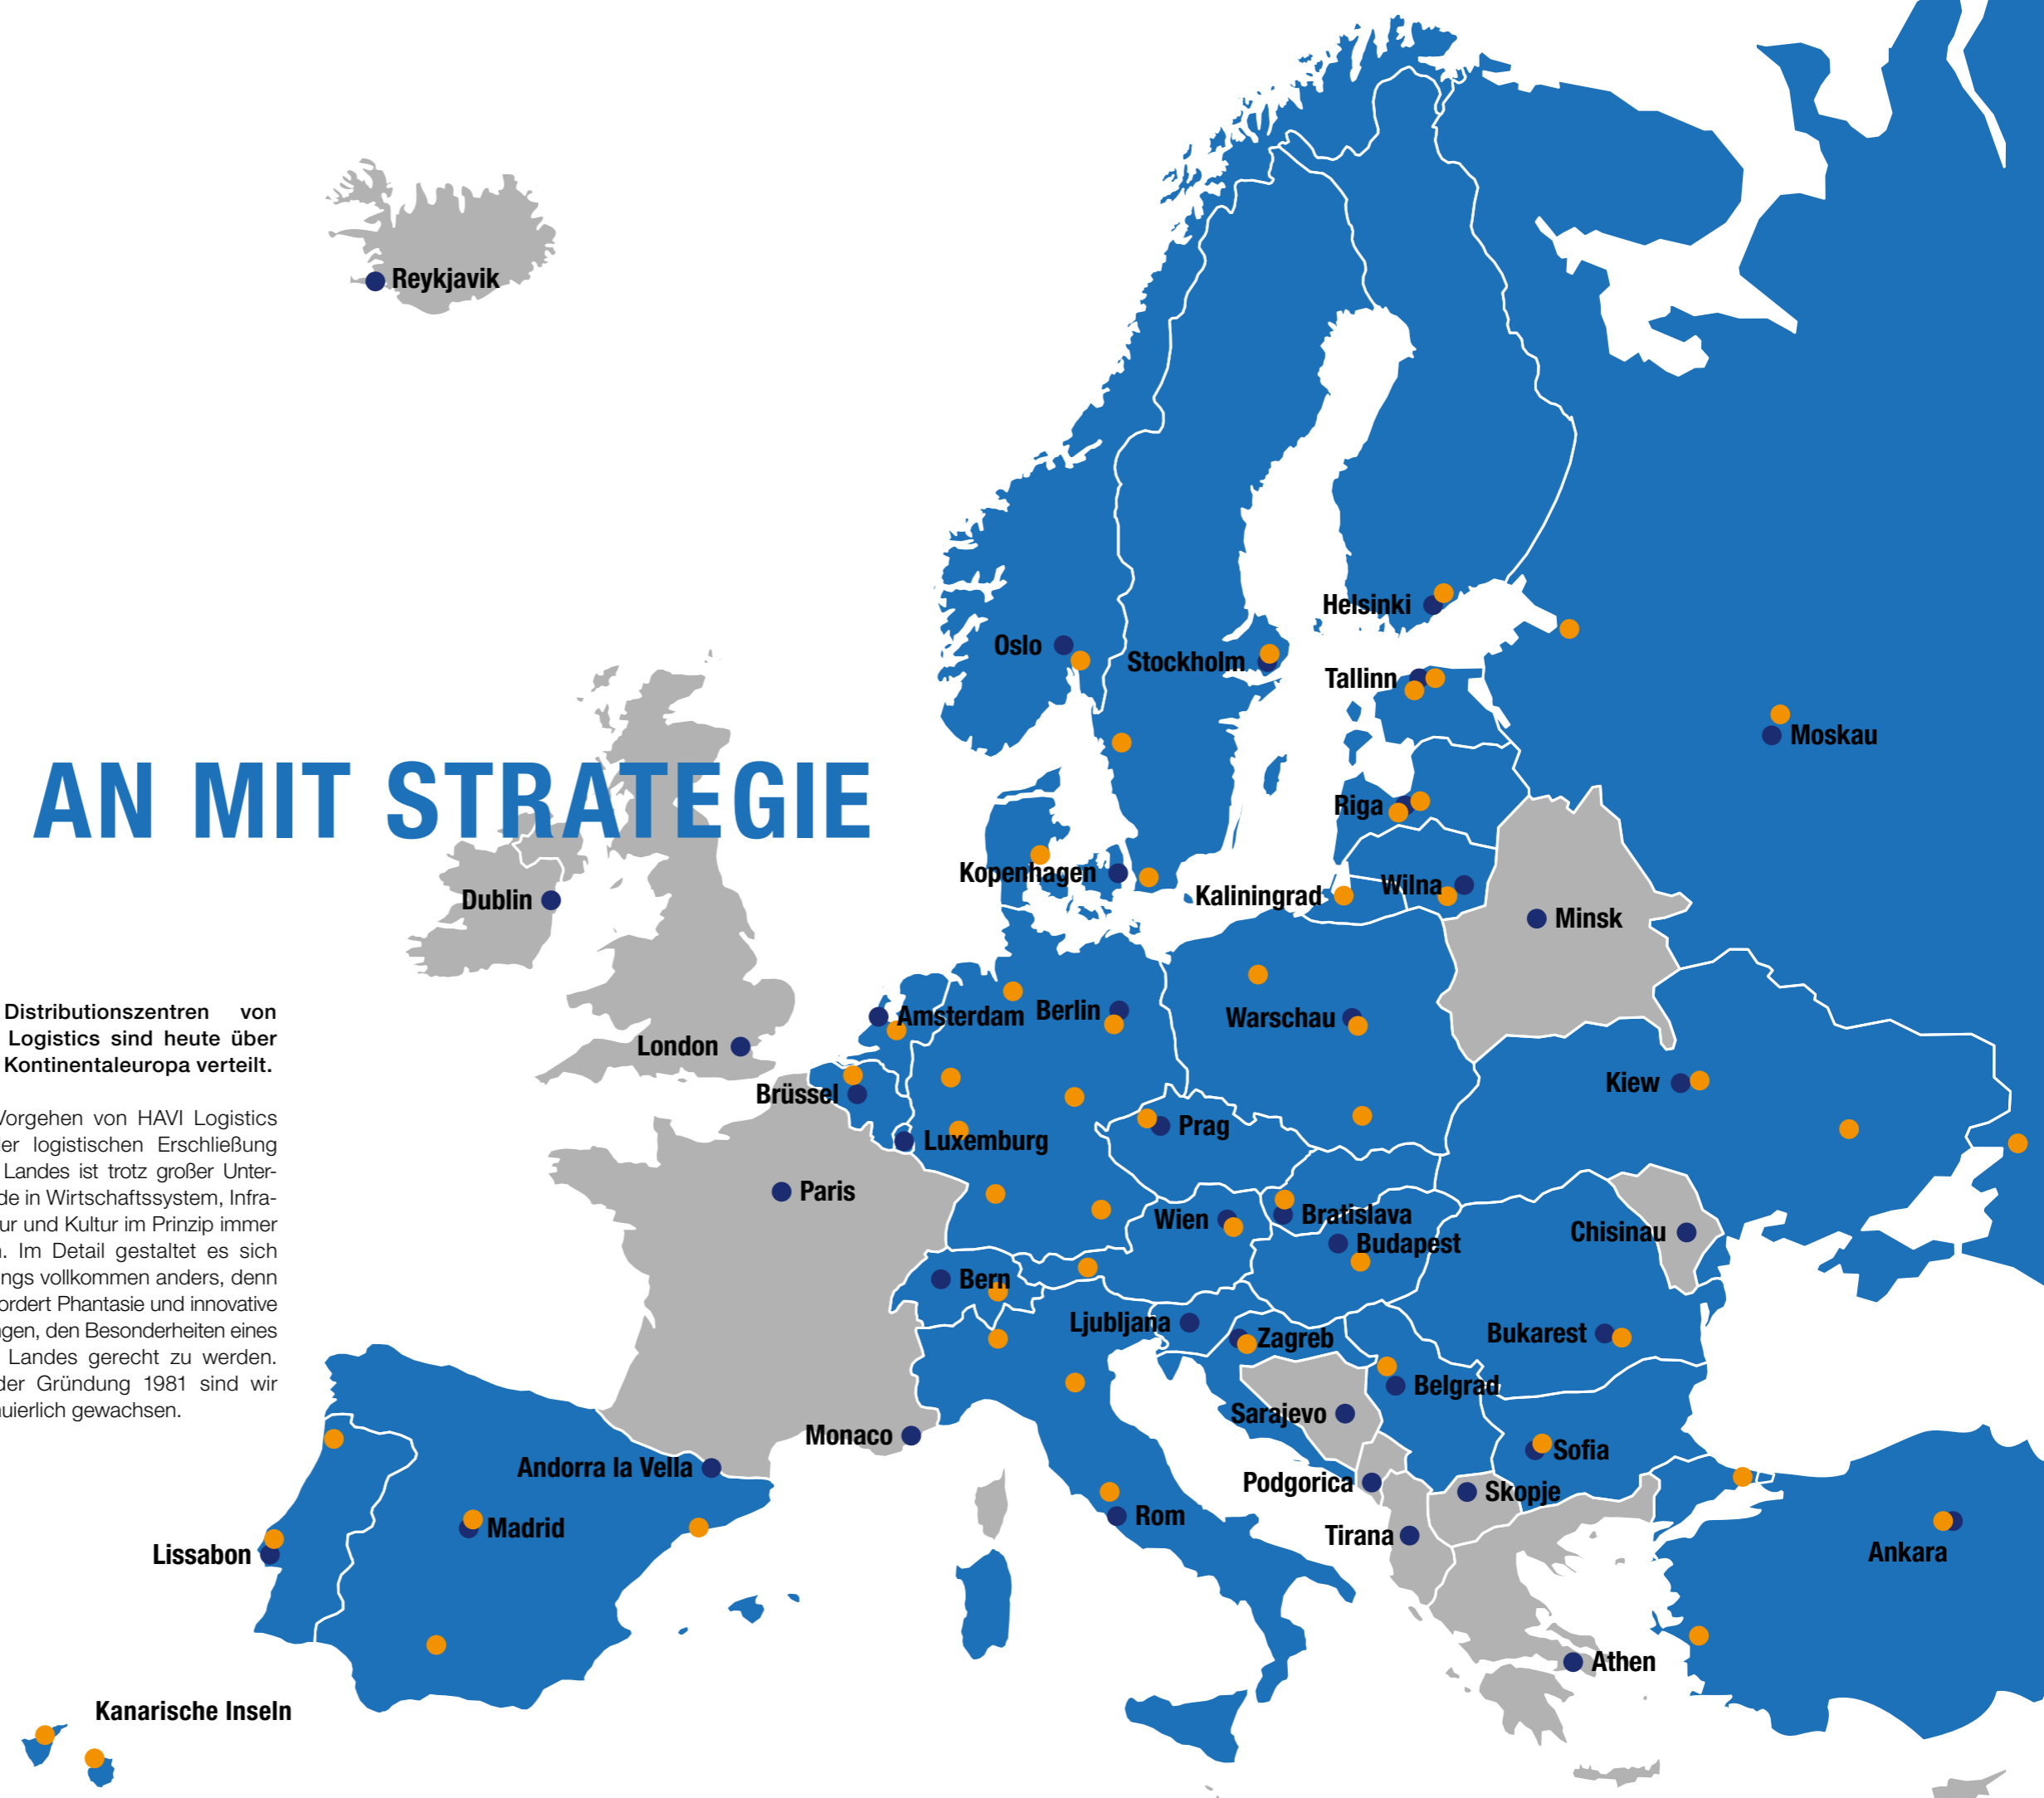 Reykjavik
Helsinki
Oslo
Stockholm
Tallinn
Moskau
AN MIT STRATEGIE
Riga
Kopenhagen
Wilna
Kaliningrad
Dublin
Minsk
Distributionszentren von
Logistics sind heute über
Kontinentaleuropa verteilt.
Vorgehen von HAVI Logistics
der logistischen Erschließung
Landes ist trotz großer Unter-
de in Wirtschaftssystem, Infra-
ur und Kultur im Prinzip immer
. Im Detail gestaltet es sich
ngs vollkommen anders, denn
ordert Phantasie und innovative
ngen, den Besonderheiten eines
Landes gerecht zu werden.
der Gründung 1981 sind wir
nuierlich gewachsen.
Amsterdam
Berlin
Warschau
London
Brüssel
Kiew
Prag
Luxemburg
Paris
Wien
Bratislava
Chisinau
Budapest
Bern
Ljubljana
Zagreb
Bukarest
Belgrad
Sarajevo
Monaco
Sofia
Andorra la Vella
Podgorica
Skopje
Rom
Madrid
Tirana
Lissabon
Ankara
Athen
Kanarische Inseln